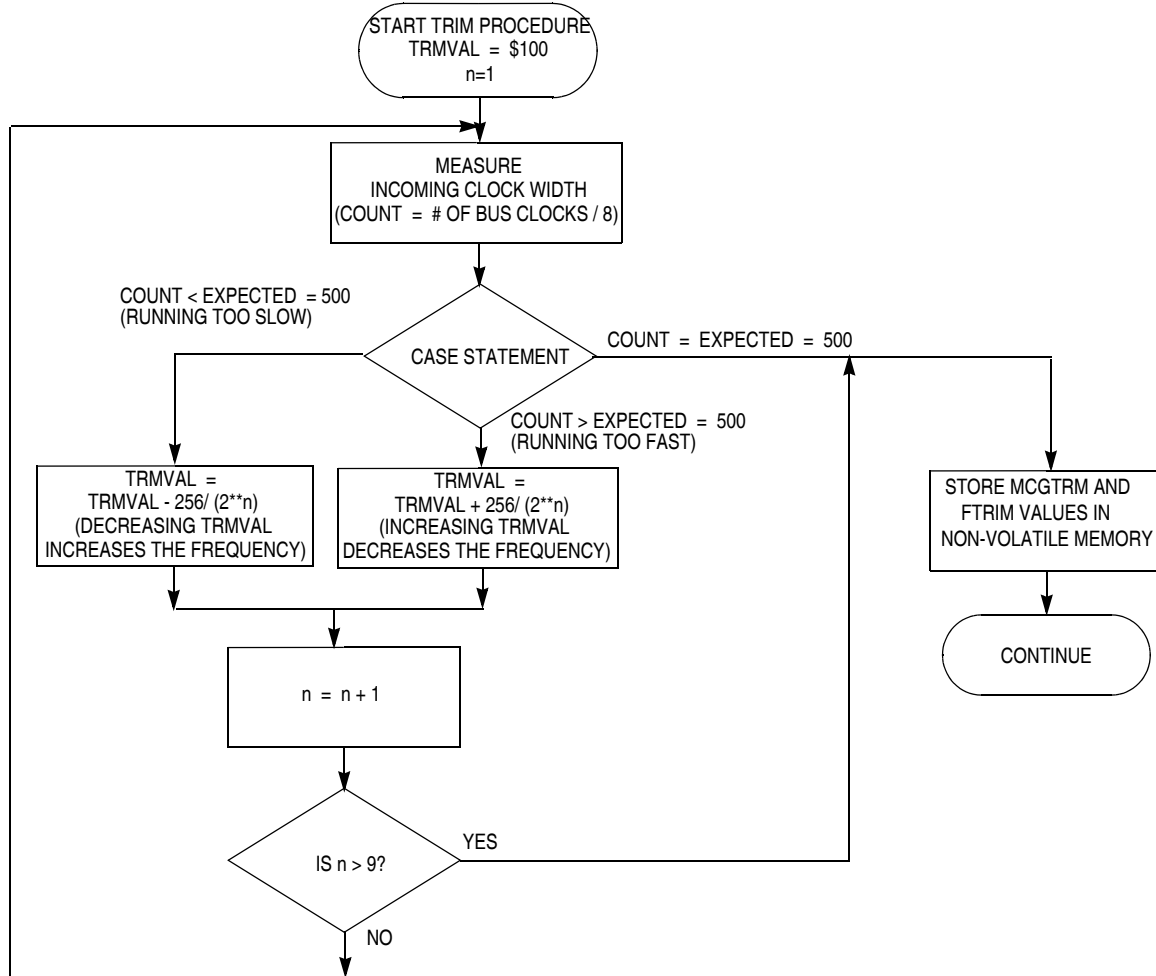 START TRIM PROCEDURE
TRMVAL = $100
n=1
MEASURE
INCOMING CLOCK WIDTH
(COUNT = # OF BUS CLOCKS / 8)
COUNT < EXPECTED = 500
(RUNNING TOO SLOW)
CASE STATEMENT
COUNT = EXPECTED = 500
COUNT > EXPECTED = 500
(RUNNING TOO FAST)
TRMVAL =
TRMVAL - 256/ (2**n)
(DECREASING TRMVAL
INCREASES THE FREQUENCY)
TRMVAL =
TRMVAL + 256/ (2**n)
(INCREASING TRMVAL
DECREASES THE FREQUENCY)
STORE MCGTRM AND
FTRIM VALUES IN
NON-VOLATILE MEMORY
CONTINUE
n = n + 1
IS n > 9?
YES
NO